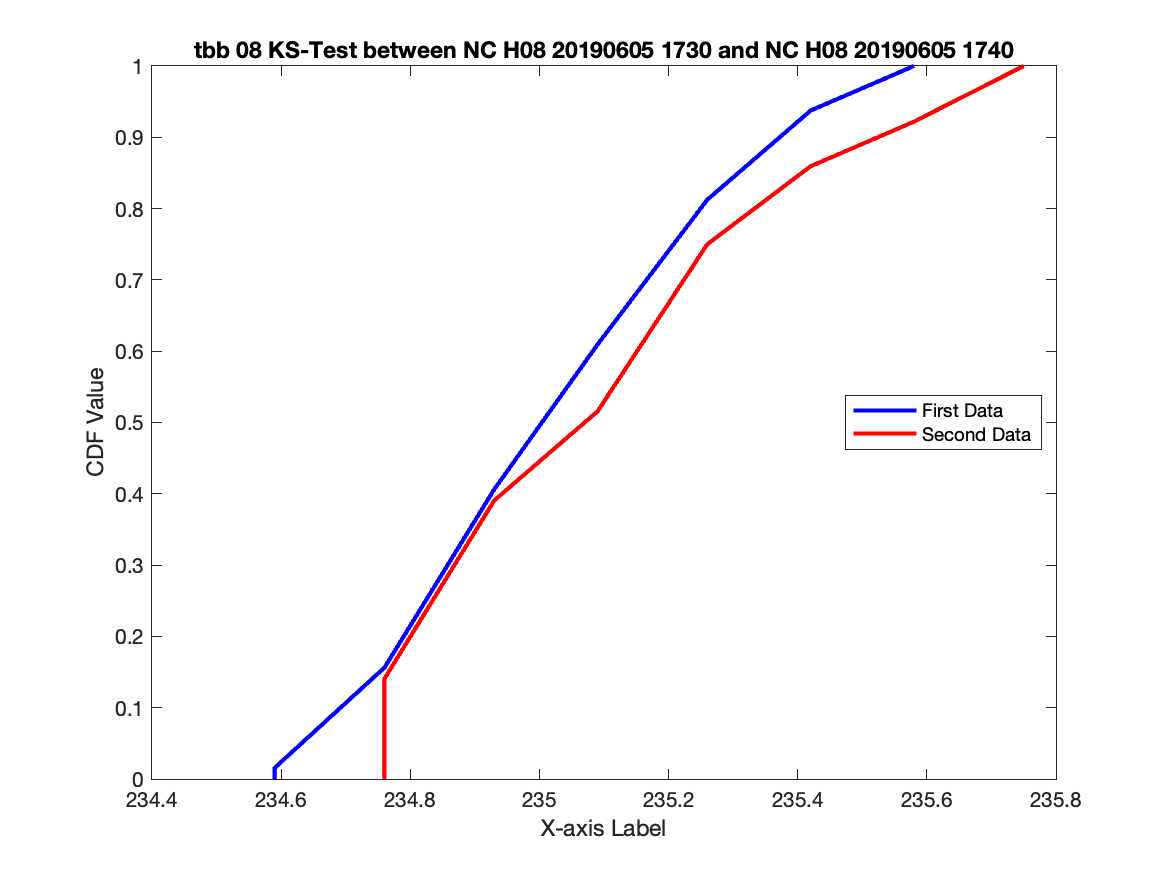 tbb 08 KS-Test between NC H08 20190605 1730 and NC H08 20190605 1740
1
0.9
0.8
0.7
0.6
0.5
0.4
0.3
0.2
0.1
0
CDF Value
First Data
Second Data
234.4 234.6 234.8 235 235.2 235.4 235.6 235.8
X-axis Label